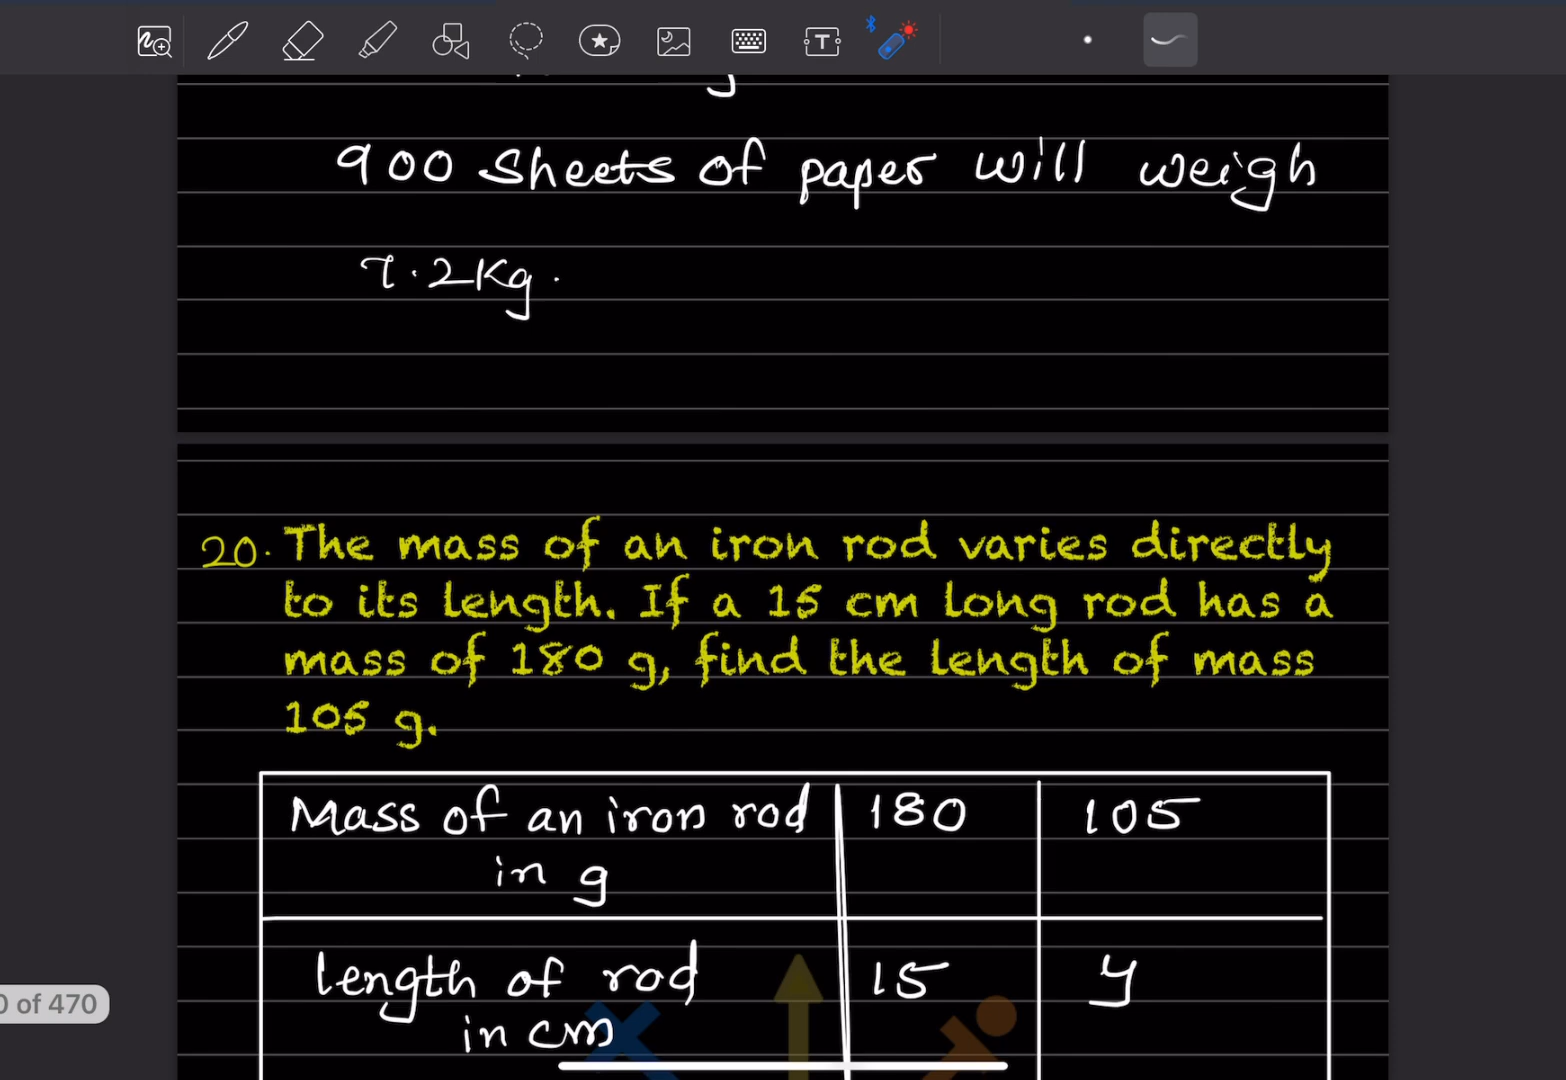 900 Sheets of paper will weigh
7.2Kg.
20. The mass of an iron rod varies directly
to its length. If a 15 cm long rod has a
mass of 180 g, find the length of mass
105 g.
Mass of an iron rod 180 105
in g
length of rod 15 y
in cm
0 of 470